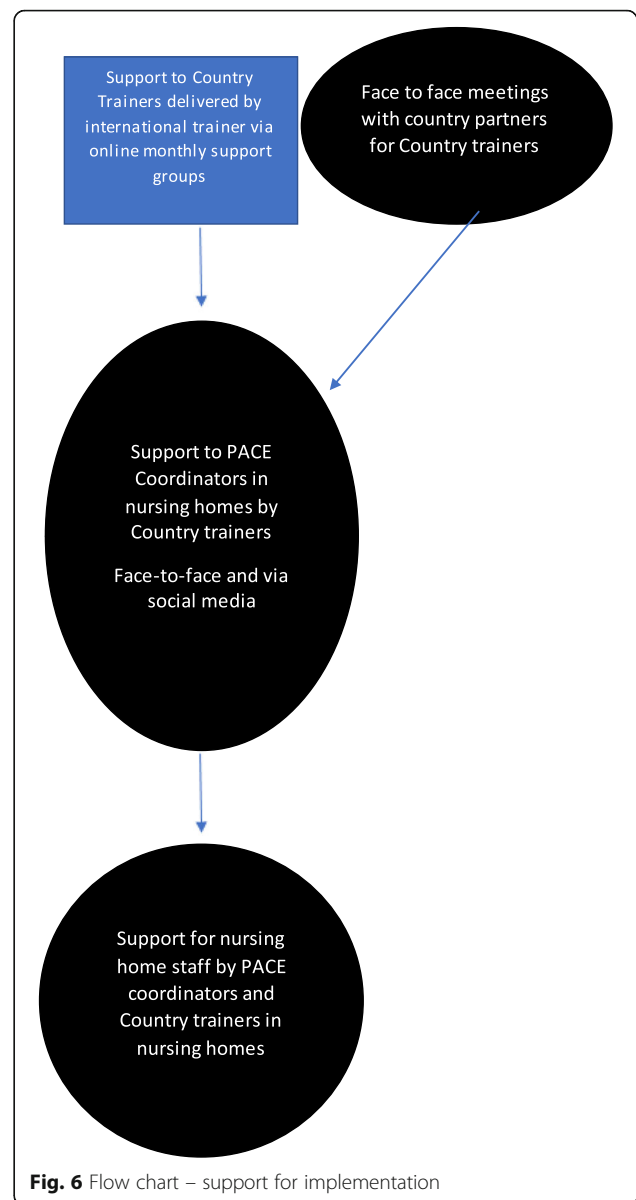 Support to Country
Trainers delivered by
international trainer via
online monthly support
groups
Face to face meetings
with country partners
for Country trainers
Support to PACE
Coordinators in
nursing homes by
Country trainers
Face-to-face and via
social media
Support for nursing
home staff by PACE
coordinators and
Country trainers in
nursing homes
Fig. 6 Flow chart – support for implementation